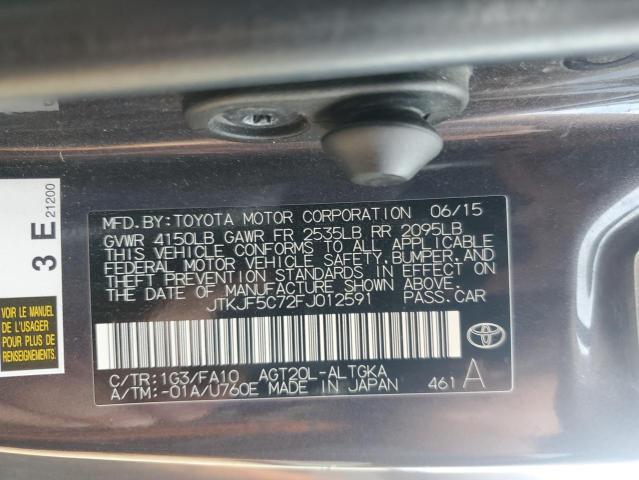 MFD.BY:TOYOTA MOTOR CORPORATION 06/15
GVWR 4150LB GAWR FR 2535LB RR 2095LB
THIS VEHICLE CONFORMS TO ALL APPLICABLE
FEDERAL MOTOR VEHICLE SAFETY,BUMPER,AND
THEFT PREVENTION STANDARDS IN EFFECT ON
THE DATE OF MANUFACTURE SHOWN ABOVE.
JTKJF5C72FJ012591 PASS.CAR
C/TR:1G3/FA10 AGT20L-ALTGKA
A/TM:-01A/U760E MADE IN JAPAN 461 A
3 E
21200
VOIR LE MANUEL
DE L'USAGER
POUR PLUS